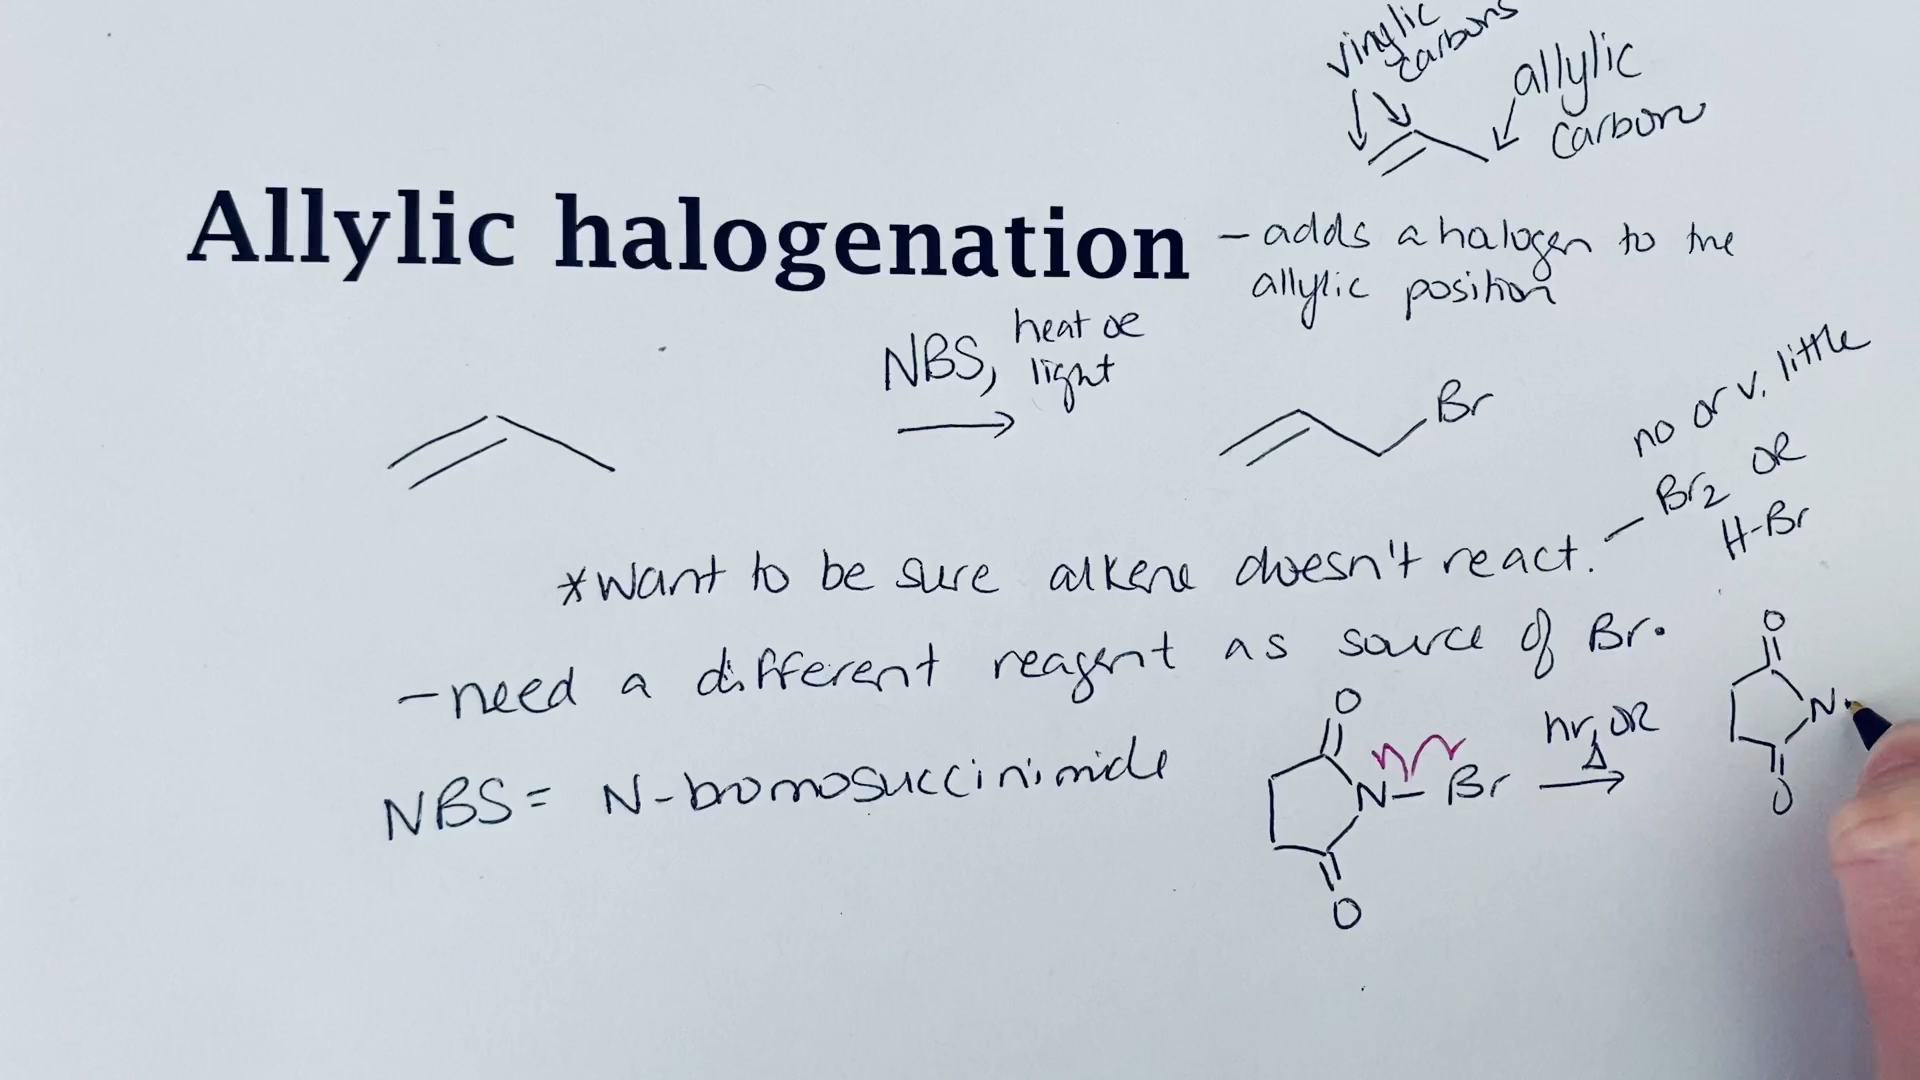 vinylic
carbons
allylic
carbon
Allylic halogenation
- adds a halogen to the
allylic position
NBS, heat or
light
Br
no or v. little
Br2 OR
H-Br
*Want to be sure alkene doesn't react.
- need a different reagent as source of Br•
NBS = N-bromosuccinimide
O
N-Br
O
hν, OR
Δ
O
N
O